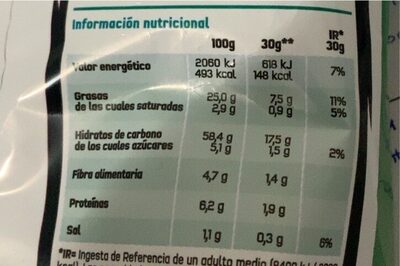 Información nutricional
100g 30g** IR* 30g
Valor energético 2060 kJ 618 kJ
493 kcal 148 kcal 7%
Grasas 25,0 g 7,5 g 11%
de las cuales saturadas 2,9 g 0,9 g 5%
Hidratos de carbono 58,4 g 17,5 g
de los cuales azúcares 5,1 g 1,5 g 2%
Fibra alimentaria 4,7 g 1,4 g
Proteínas 6,2 g 1,9 g
Sal 1,1 g 0,3 g 6%
*IR= Ingesta de Referencia de un adulto medio (8400 kJ/